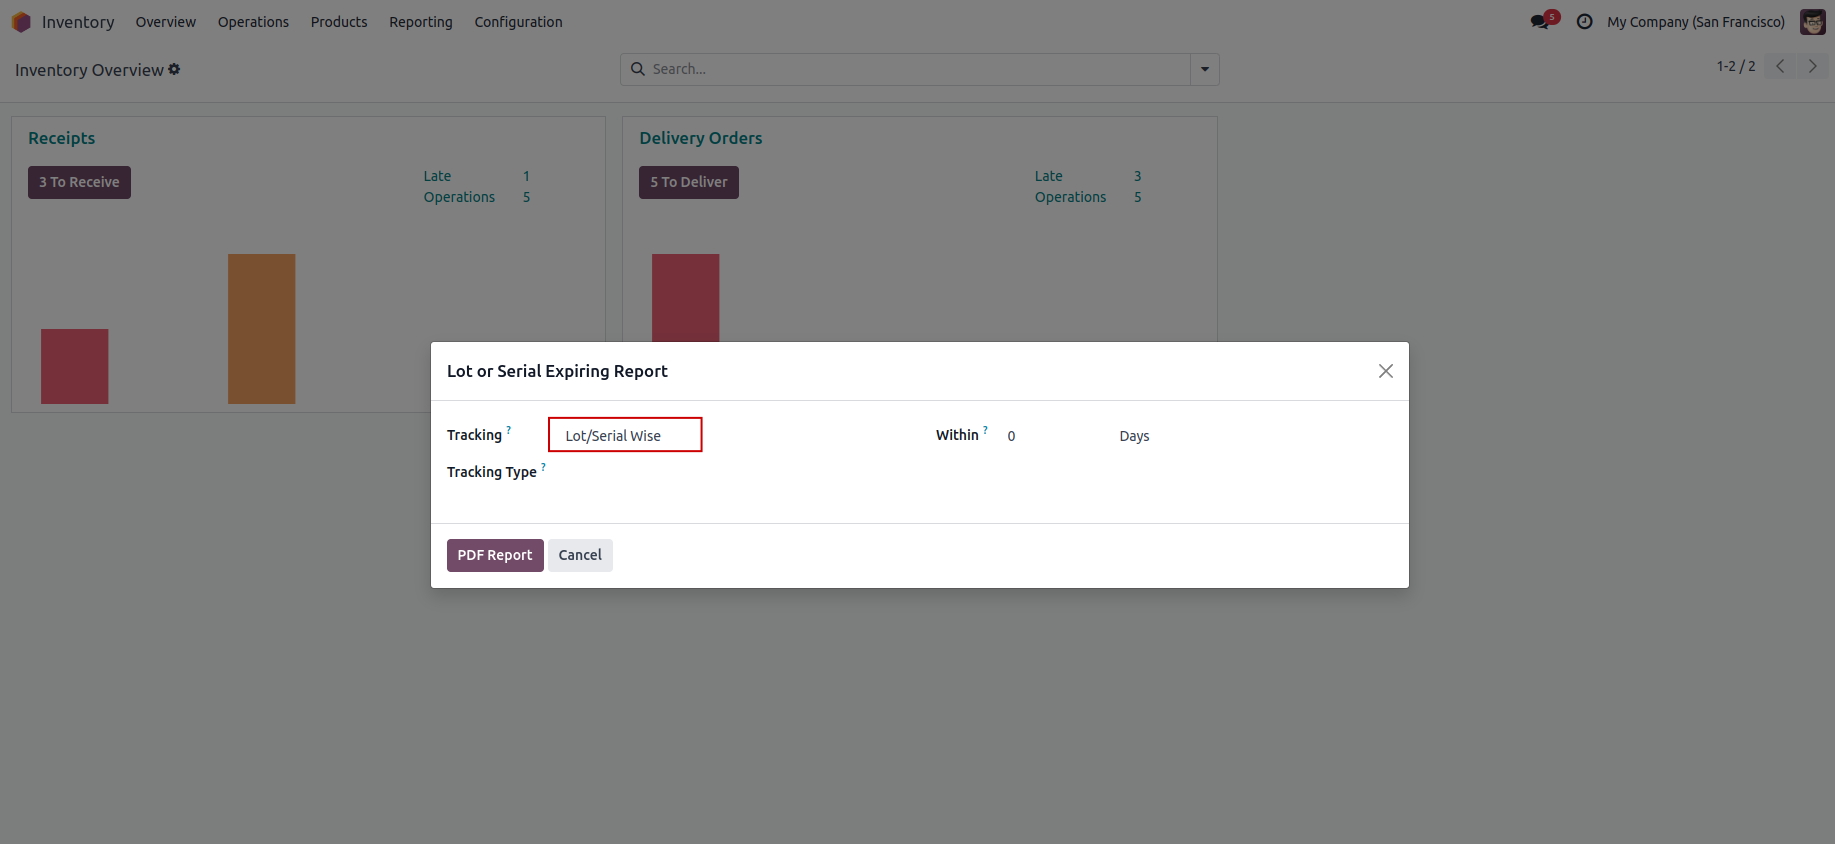 Inventory Overview Operations Products Reporting Configuration 5 My Company (San Francisco)
Inventory Overview Search... 1-2 / 2
Receipts Delivery Orders
3 To Receive Late 1 5 To Deliver Late 3
Operations 5 Operations 5
Lot or Serial Expiring Report
Tracking ? Lot/Serial Wise Within ? 0 Days
Tracking Type ?
PDF Report Cancel